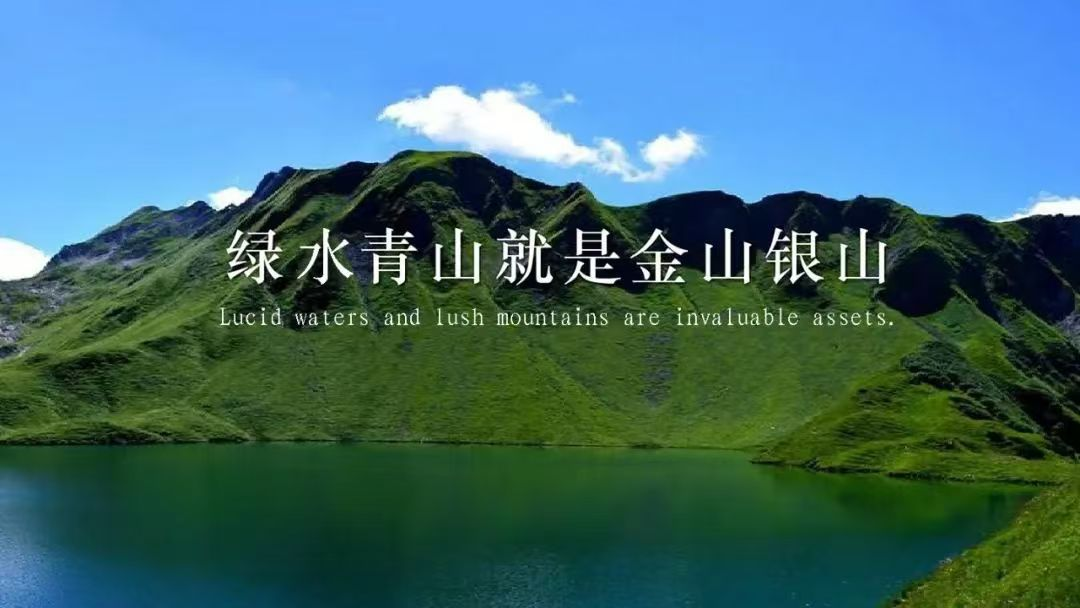 绿水青山就是金山银山
Lucid waters and lush mountains are invaluable assets.